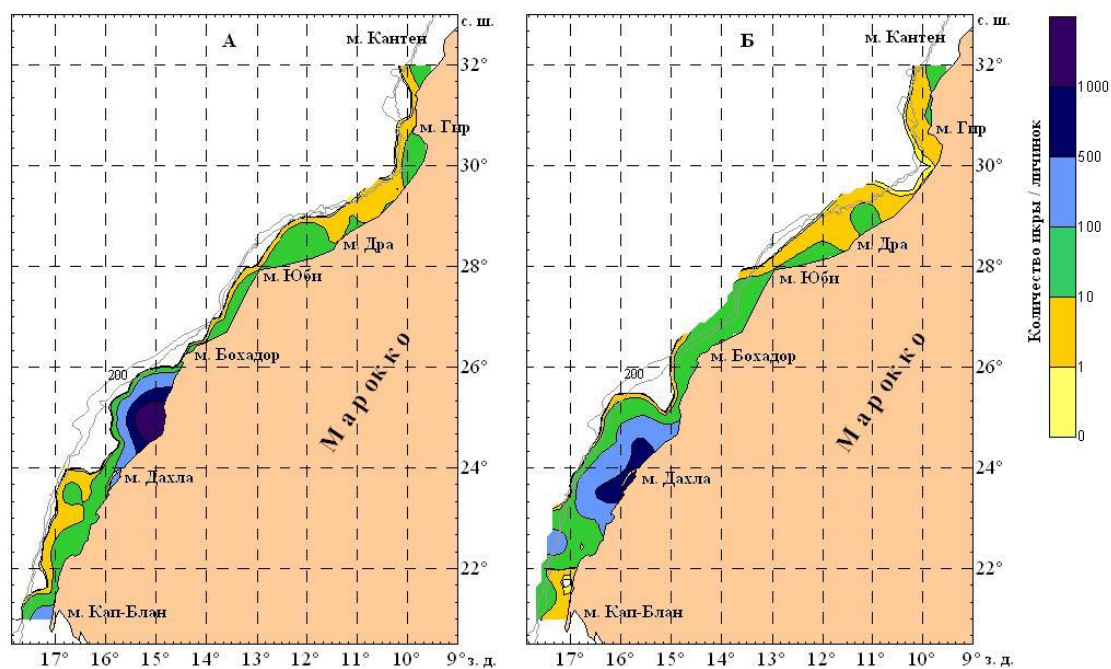 А
с. ш.
м. Кантен
32°
м. Гир
30°
м. Дра
28°
м. Юби
м. Бохадор
26°
200
Марокко
м. Дахла
24°
22°
м. Кап-Блан
17° 16° 15° 14° 13° 12° 11° 10° 9° з. д.
Б
с. ш.
м. Кантен
32°
м. Гир
30°
м. Дра
28°
м. Юби
м. Бохадор
26°
200
Марокко
м. Дахла
24°
22°
м. Кап-Блан
17° 16° 15° 14° 13° 12° 11° 10° 9° з. д.
1000
500
100
10
1
0
Количество икры / личинок